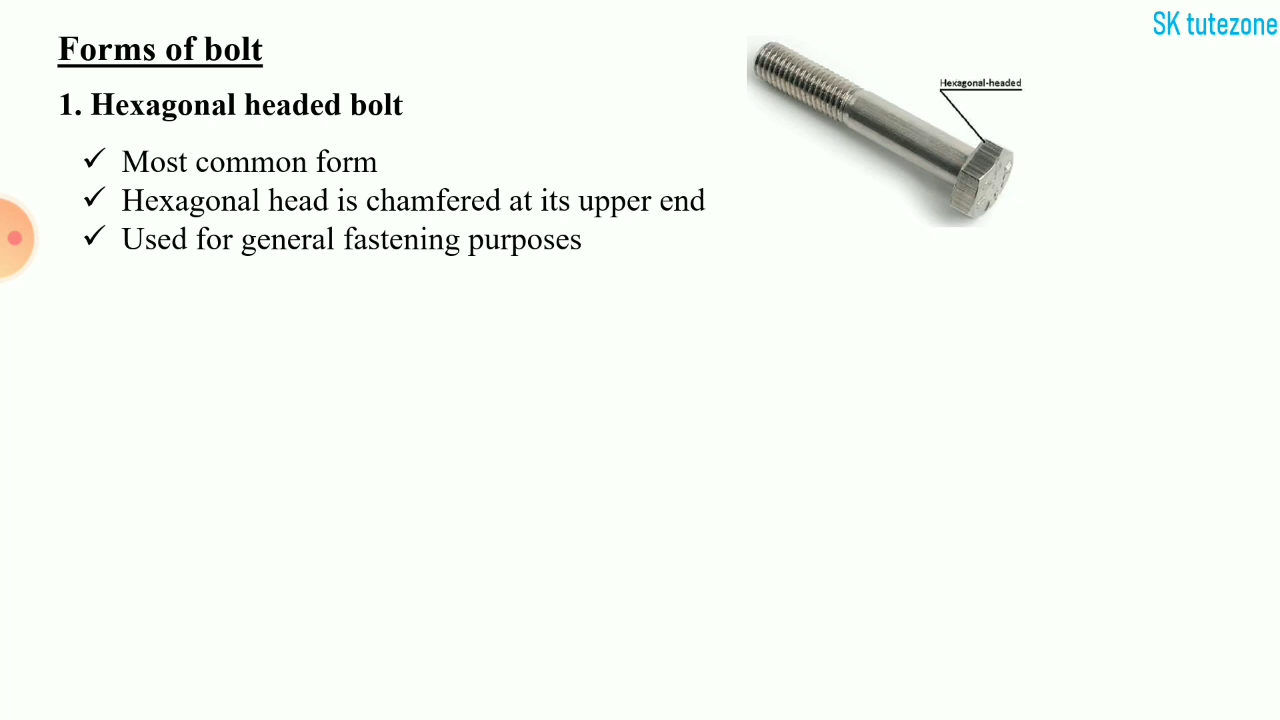 SK tutezone
Forms of bolt
1. Hexagonal headed bolt
✓ Most common form
✓ Hexagonal head is chamfered at its upper end
✓ Used for general fastening purposes
Hexagonal-headed